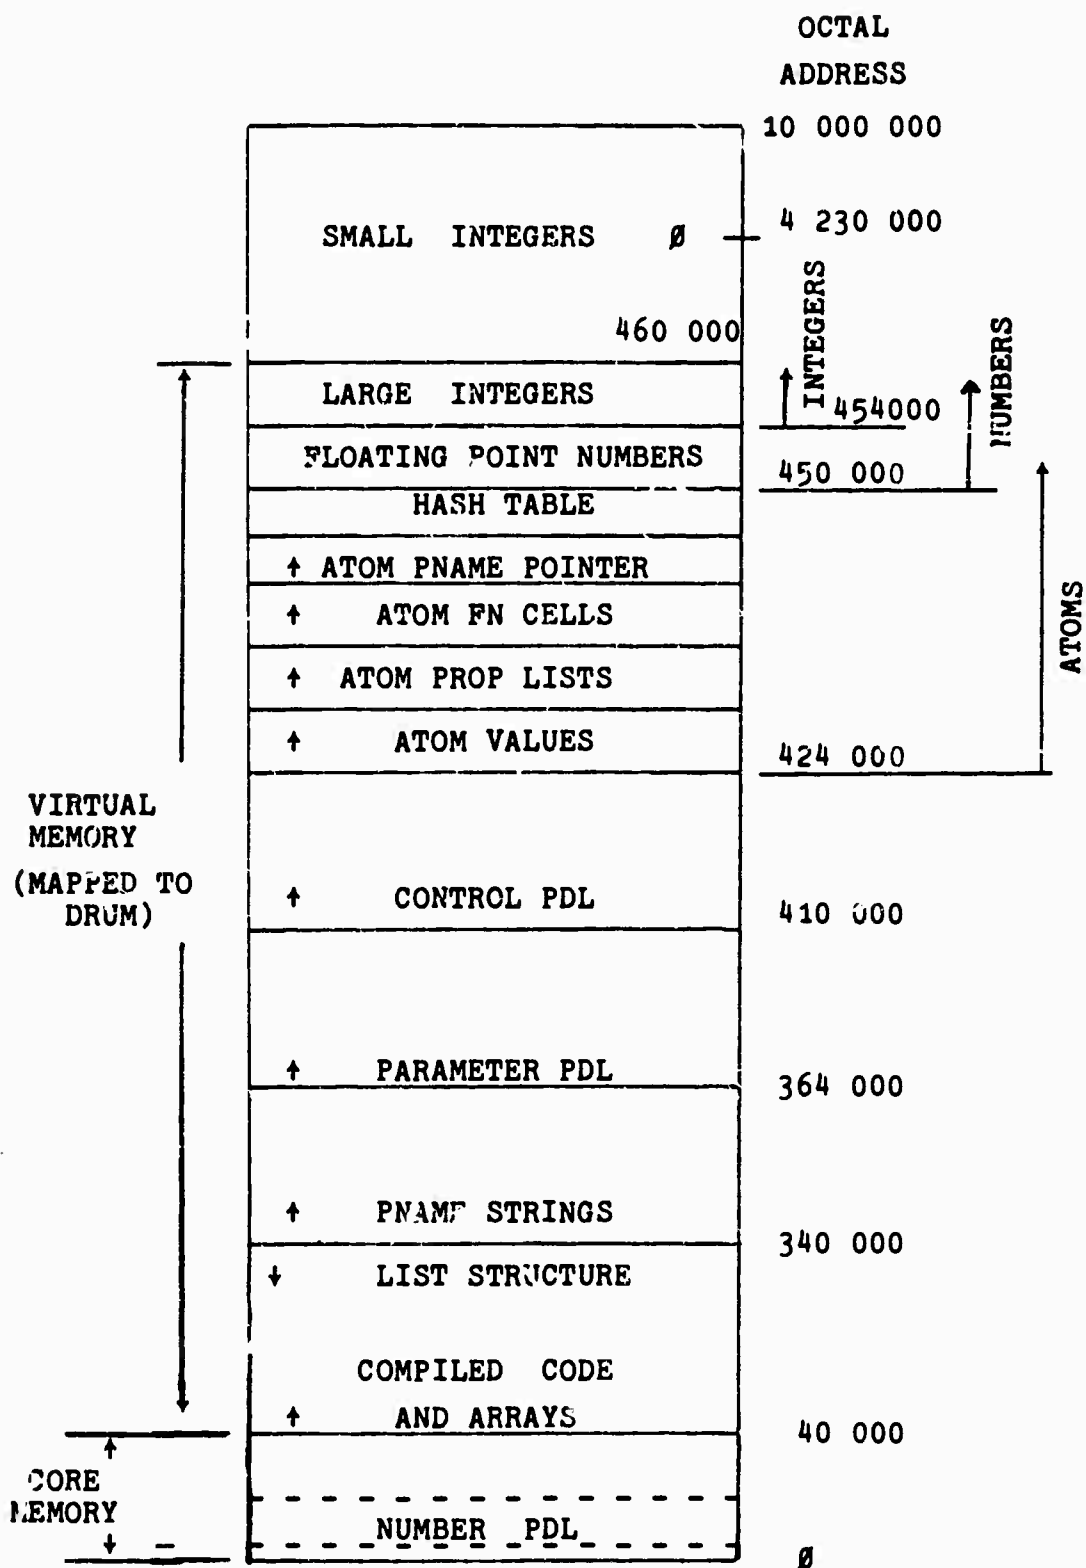 OCTAL
ADDRESS
10 000 000
4 230 000
SMALL INTEGERS Ø
INTEGERS
460 000
NUMBERS
LARGE INTEGERS
454000
FLOATING POINT NUMBERS
450 000
HASH TABLE
↑ ATOM PNAME POINTER
↑ ATOM FN CELLS
ATOMS
↑ ATOM PROP LISTS
↑ ATOM VALUES
424 000
VIRTUAL
MEMORY
(MAPPED TO
DRUM)
↑ CONTROL PDL
410 000
↑ PARAMETER PDL
364 000
↑ PNAME STRINGS
340 000
↓ LIST STRUCTURE
COMPILED CODE
↑ AND ARRAYS
40 000
CORE
MEMORY
NUMBER PDL
Ø